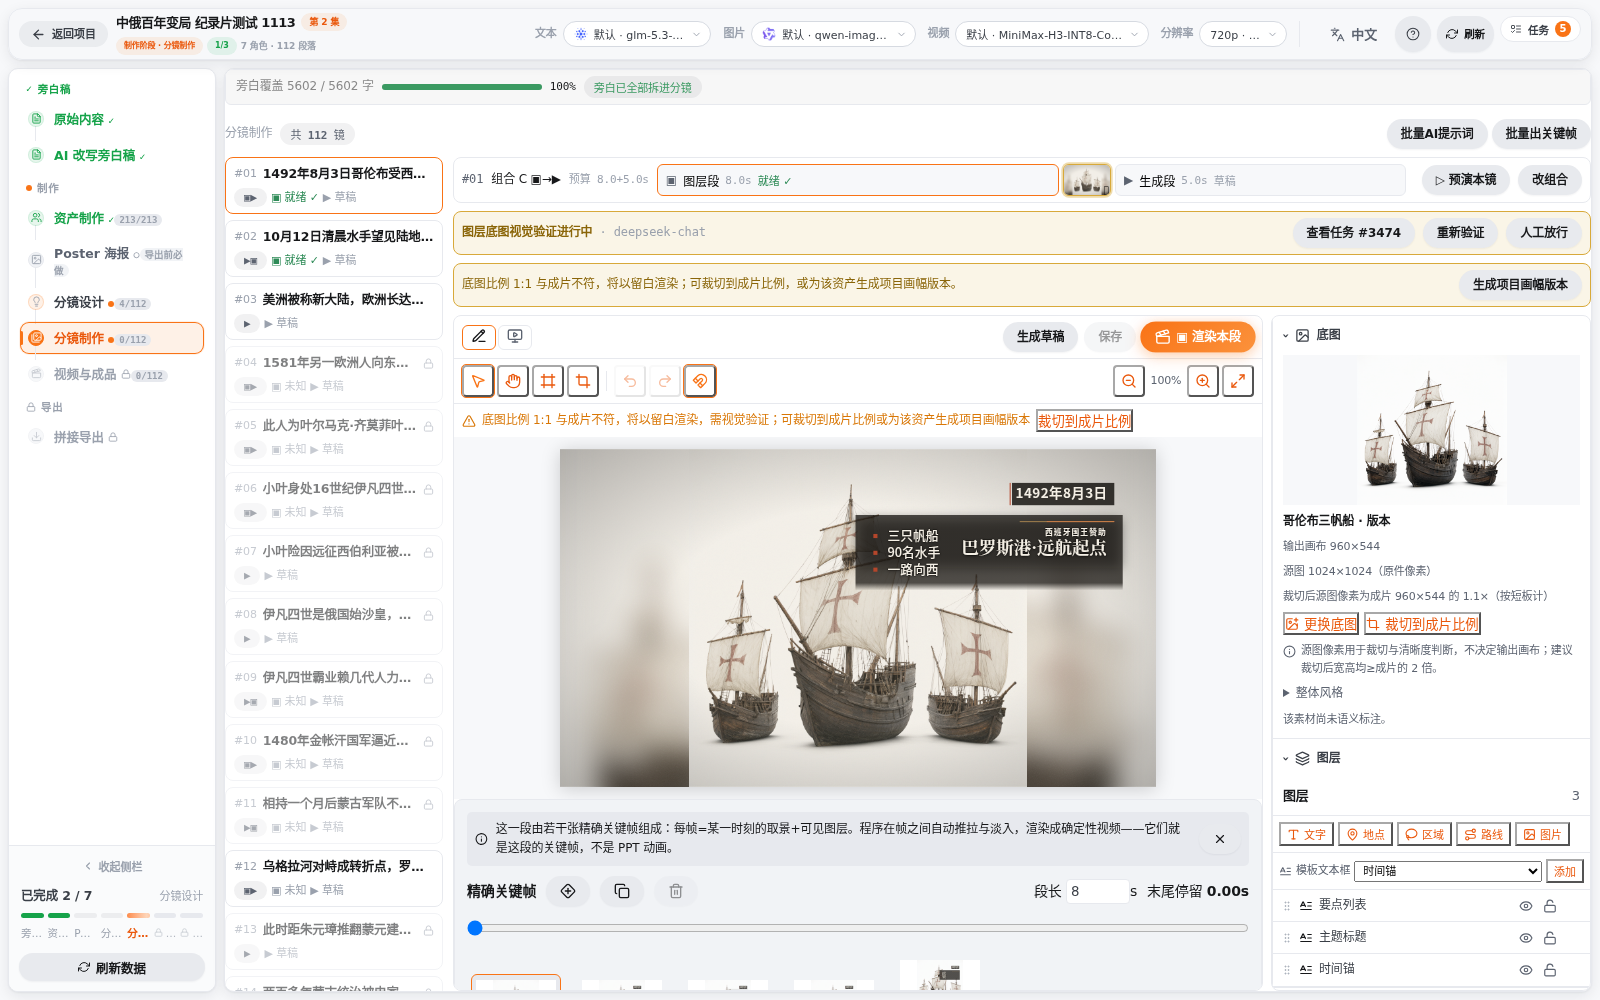 返回项目
中俄百年变局 纪录片测试 1113
第 2 集
制作阶段 · 分镜制作
1/3
7 角色 · 112 段落
文本
默认 · glm-5.3-...
图片
默认 · qwen-imag...
视频
默认 · MiniMax-H3-INT8-Co...
分辨率
720p · ...
中文
刷新
任务
5
旁白稿
原始内容 ✓
AI 改写旁白稿 ✓
制作
资产制作 ✓ 213/213
Poster 海报 ○ 导出前必做
分镜设计 4/112
分镜制作 0/112
视频与成品 0/112
导出
拼接导出
收起侧栏
已完成 2 / 7
分镜设计
旁... 资... P... 分... 分... ... ...
刷新数据
旁白覆盖 5602 / 5602 字
100%
旁白已全部拆进分镜
分镜制作
共 112 镜
批量AI提示词
批量出关键帧
#01 1492年8月3日哥伦布受西...
▣▶ ▣ 就绪 ✓ ▶ 草稿
#02 10月12日清晨水手望见陆地...
▶▣ ▣ 就绪 ✓ ▶ 草稿
#03 美洲被称新大陆，欧洲长达...
▶ ▶ 草稿
#04 1581年另一欧洲人向东...
▣▶ ▣ 未知 ▶ 草稿
#05 此人为叶尔马克·齐莫菲叶...
▣▶ ▣ 未知 ▶ 草稿
#06 小叶身处16世纪伊凡四世...
▣▶ ▣ 未知 ▶ 草稿
#07 小叶险因远征西伯利亚被...
▶ ▶ 草稿
#08 伊凡四世是俄国始沙皇，...
▶ ▶ 草稿
#09 伊凡四世霸业赖几代人力...
▶▣ ▣ 未知 ▶ 草稿
#10 1480年金帐汗国军逼近...
▣▶ ▣ 未知 ▶ 草稿
#11 相持一个月后蒙古军队不...
▶▣ ▣ 未知 ▶ 草稿
#12 乌格拉河对峙成转折点，罗...
▣▶ ▣ 未知 ▶ 草稿
#13 此时距朱元璋推翻蒙元建...
▶ ▶ 草稿
#01 组合 C ▣→▶ 预算 8.0+5.0s
▣ 图层段 8.0s 就绪 ✓
▶ 生成段 5.0s 草稿
▷ 预演本镜
改组合
图层底图视觉验证进行中 · deepseek-chat
查看任务 #3474
重新验证
人工放行
底图比例 1:1 与成片不符，将以留白渲染；可裁切到成片比例，或为该资产生成项目画幅版本。
生成项目画幅版本
生成草稿
保存
▣ 渲染本段
100%
底图比例 1:1 与成片不符，将以留白渲染，需视觉验证；可裁切到成片比例或为该资产生成项目画幅版本
裁切到成片比例
1492年8月3日
三只帆船
90名水手
一路向西
西班牙国王赞助
巴罗斯港·远航起点
这一段由若干张精确关键帧组成：每帧=某一时刻的取景+可见图层。程序在帧之间自动推拉与淡入，渲染成确定性视频——它们就
是这段的关键帧，不是 PPT 动画。
精确关键帧
段长 8 s
末尾停留 0.00s
底图
哥伦布三帆船 · 版本
输出画布 960×544
源图 1024×1024（原件像素）
裁切后源图像素为成片 960×544 的 1.1×（按短板计）
更换底图
裁切到成片比例
源图像素用于裁切与清晰度判断，不决定输出画布；建议
裁切后宽高均≥成片的 2 倍。
▶ 整体风格
该素材尚未语义标注。
图层
图层
3
文字
地点
区域
路线
图片
模板文本框
时间锚
添加
要点列表
主题标题
时间锚